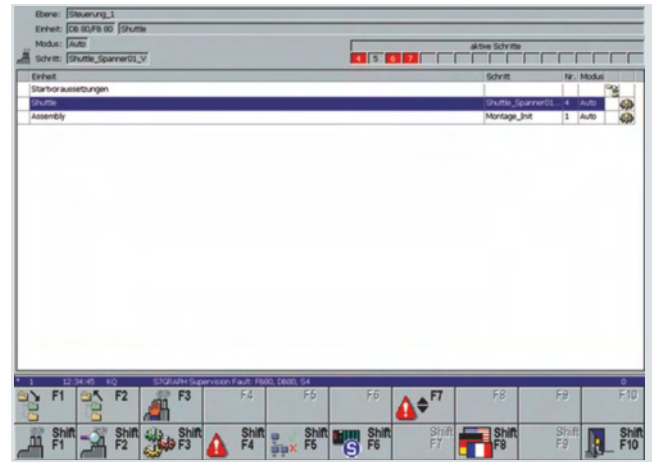 Ebene: Steuerung_1
Einheit: DB 80/FB 80 Shuttle
Modus: Auto
aktive Schritte
Schritt: Shuttle_Spanner01_V
4 5 6 7
Einheit Schritt Nr. Modus
Startvoraussetzungen
Shuttle Shuttle_Spanner01... 4 Auto
Assembly Montage_Init 1 Auto
* 1 12:34:45 KQ S7GRAPH Supervision Fault: FB80, DB80, S4 0
F1 F2 F3 F4 F5 F6 F7 F8 F9 F10
Shift Shift Shift Shift Shift Shift Shift Shift Shift Shift
F1 F2 F3 F4 F5 S F6 F7 F8 F9 F10